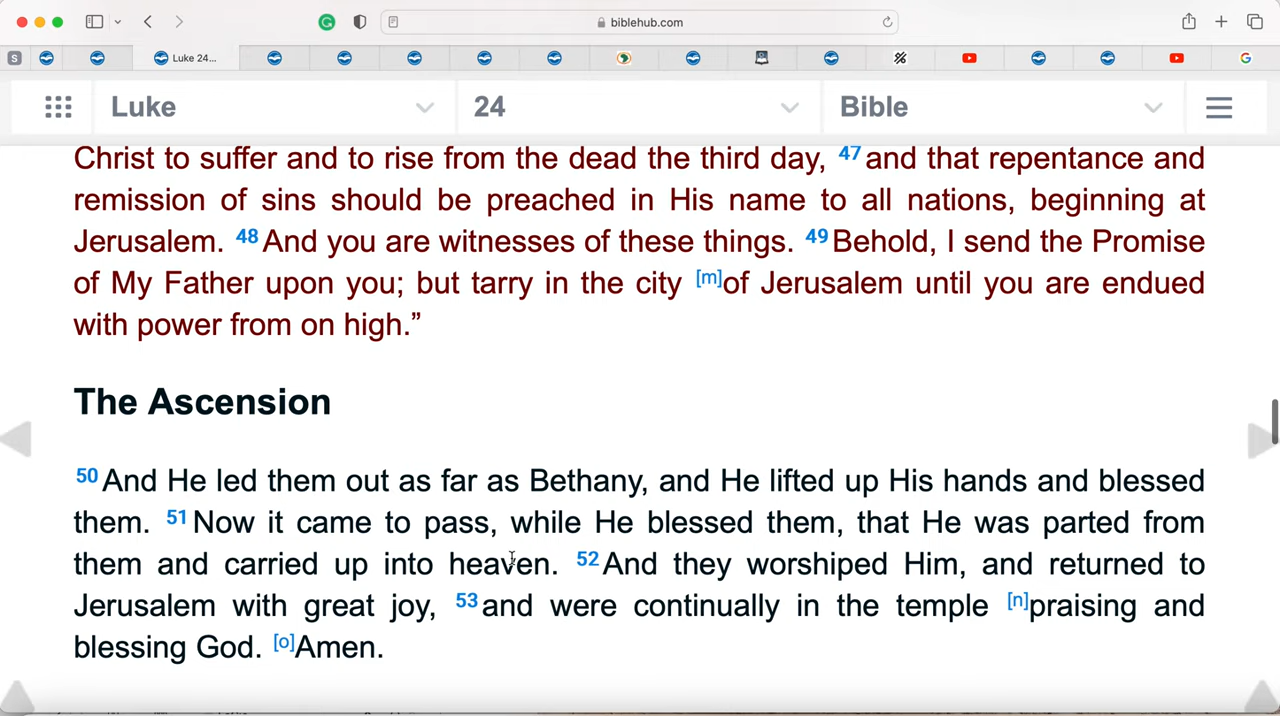 biblehub.com
S
Luke 24...
Luke
24
Bible
Christ to suffer and to rise from the dead the third day, 47 and that repentance and
remission of sins should be preached in His name to all nations, beginning at
Jerusalem. 48 And you are witnesses of these things. 49 Behold, I send the Promise
of My Father upon you; but tarry in the city [m]of Jerusalem until you are endued
with power from on high.”
The Ascension
50 And He led them out as far as Bethany, and He lifted up His hands and blessed
them. 51 Now it came to pass, while He blessed them, that He was parted from
them and carried up into heaven. 52 And they worshiped Him, and returned to
Jerusalem with great joy, 53 and were continually in the temple [n]praising and
blessing God. [o]Amen.